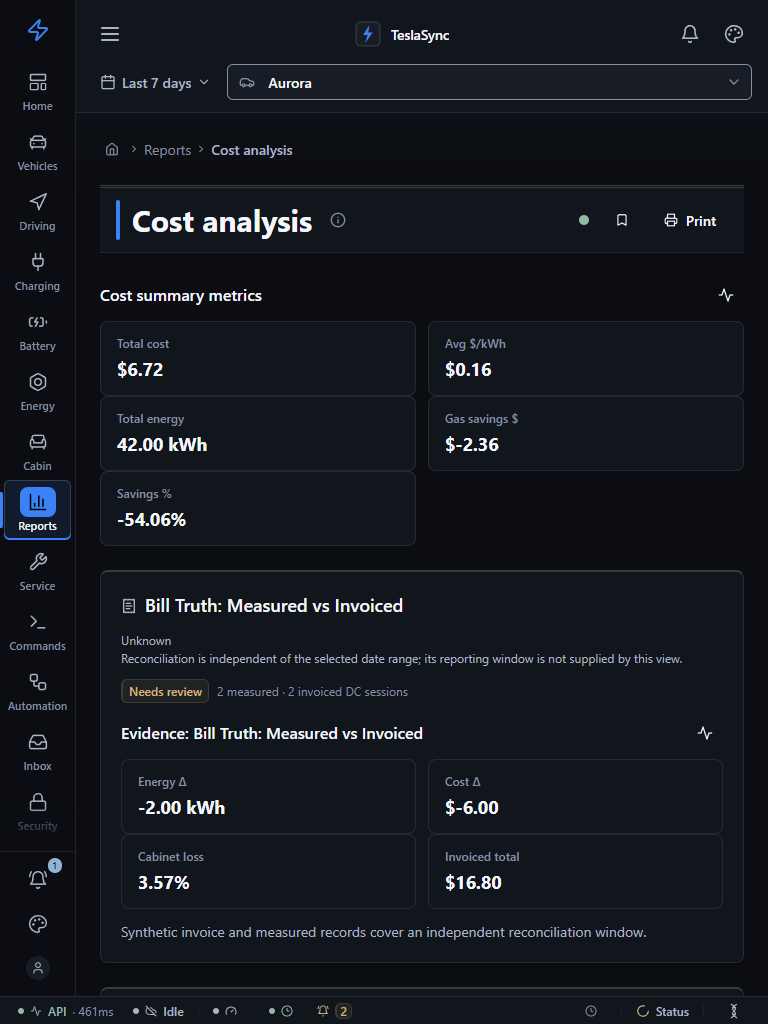 TeslaSync
Last 7 days
Aurora
Home
Vehicles
Driving
Charging
Battery
Energy
Cabin
Reports
Service
Commands
Automation
Inbox
Security
1
Reports
Cost analysis
Cost analysis
Print
Cost summary metrics
Total cost
$6.72
Avg $/kWh
$0.16
Total energy
42.00 kWh
Gas savings $
$-2.36
Savings %
-54.06%
Bill Truth: Measured vs Invoiced
Unknown
Reconciliation is independent of the selected date range; its reporting window is not supplied by this view.
Needs review
2 measured · 2 invoiced DC sessions
Evidence: Bill Truth: Measured vs Invoiced
Energy Δ
-2.00 kWh
Cost Δ
$-6.00
Cabinet loss
3.57%
Invoiced total
$16.80
Synthetic invoice and measured records cover an independent reconciliation window.
API · 461ms
Idle
2
Status